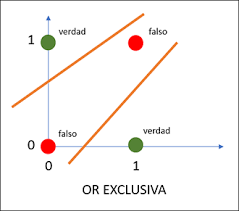 verdad
falso
1
falso
verdad
0
0
1
OR EXCLUSIVA